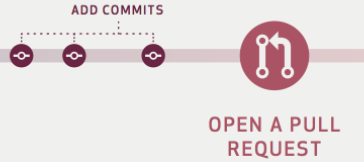 ADD COMMITS
OPEN A PULL
REQUEST